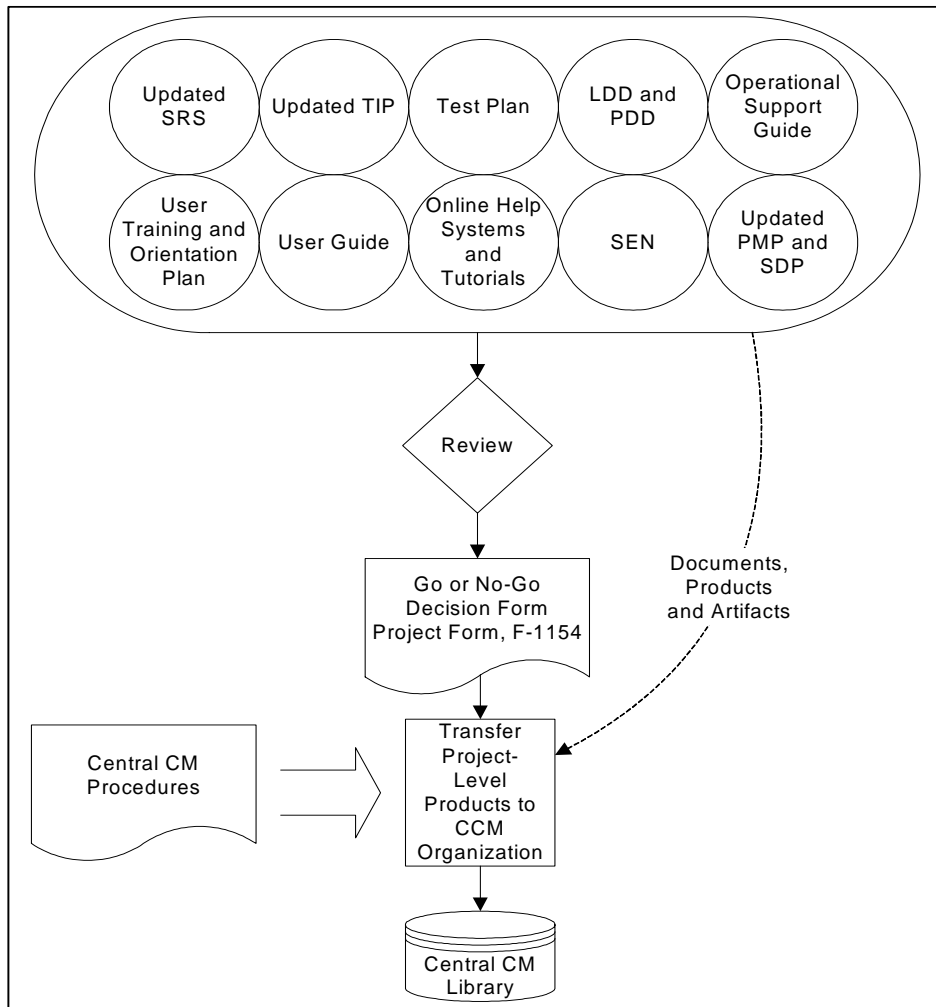 Updated
SRS
Updated TIP
Test Plan
LDD and
PDD
Operational
Support
Guide
User
Training and
Orientation
Plan
User Guide
Online Help
Systems
and
Tutorials
SEN
Updated
PMP and
SDP
Review
Go or No-Go
Decision Form
Project Form, F-1154
Documents,
Products
and Artifacts
Central CM
Procedures
Transfer
Project-
Level
Products to
CCM
Organization
Central CM
Library